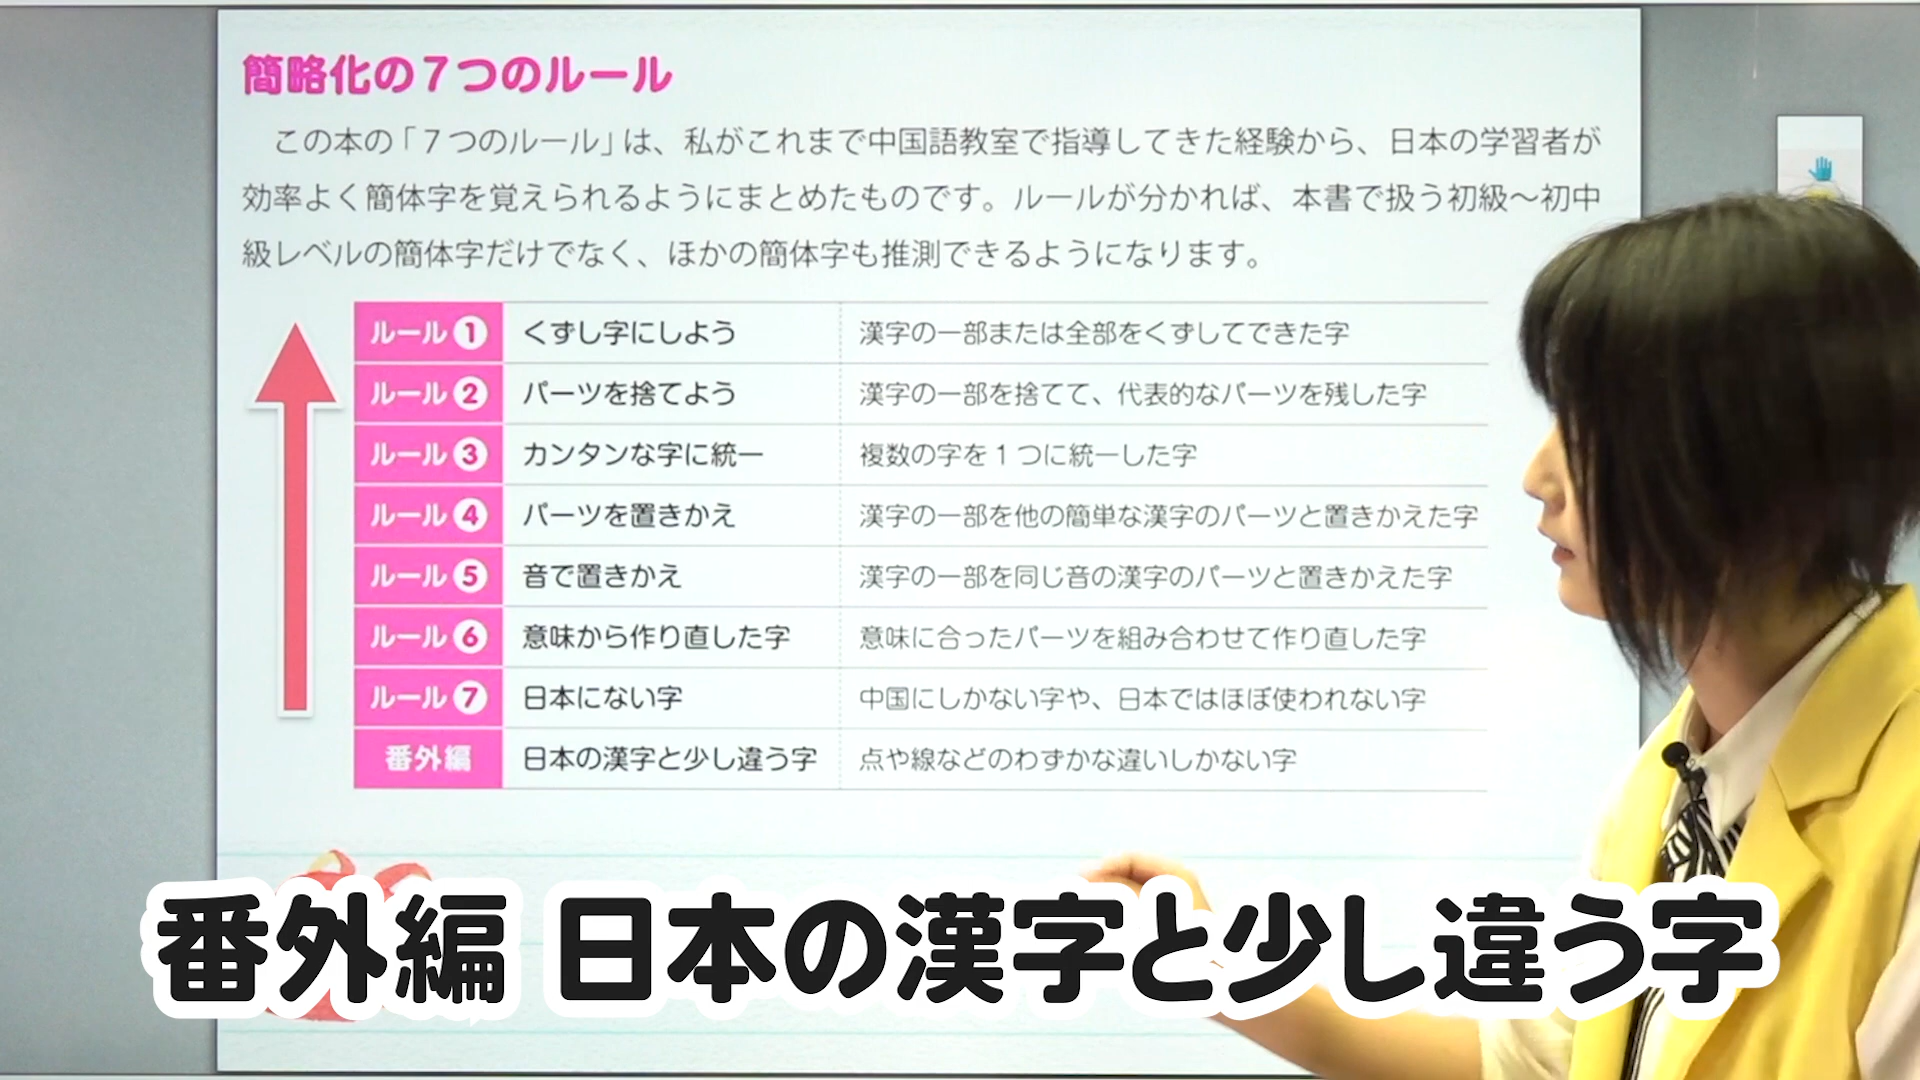 簡略化の７つのルール
この本の「７つのルール」は、私がこれまで中国語教室で指導してきた経験から、日本の学習者が
効率よく簡体字を覚えられるようにまとめたものです。ルールが分かれば、本書で扱う初級〜初中
級レベルの簡体字だけでなく、ほかの簡体字も推測できるようになります。
ルール1 くずし字にしよう 漢字の一部または全部をくずしてできた字
ルール2 パーツを捨てよう 漢字の一部を捨てて、代表的なパーツを残した字
ルール3 カンタンな字に統一 複数の字を１つに統一した字
ルール4 パーツを置きかえ 漢字の一部を他の簡単な漢字のパーツと置きかえた字
ルール5 音で置きかえ 漢字の一部を同じ音の漢字のパーツと置きかえた字
ルール6 意味から作り直した字 意味に合ったパーツを組み合わせて作り直した字
ルール7 日本にない字 中国にしかない字や、日本ではほぼ使われない字
番外編 日本の漢字と少し違う字 点や線などのわずかな違いしかない字
番外編 日本の漢字と少し違う字